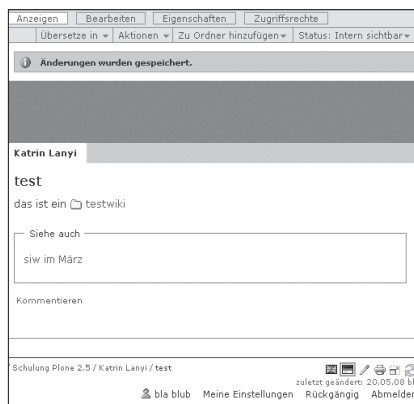 Anzeigen Bearbeiten Eigenschaften Zugriffsrechte
Übersetze in Aktionen Zu Ordner hinzufügen Status: Intern sichtbar
Änderungen wurden gespeichert.
Katrin Lanyi
test
das ist ein testwiki
Siehe auch
siw im März
Kommentieren
Schulung Plone 2.5 / Katrin Lanyi / test
zuletzt geändert: 20.05.08 bl
bla blub Meine Einstellungen Rückgängig Abmelden